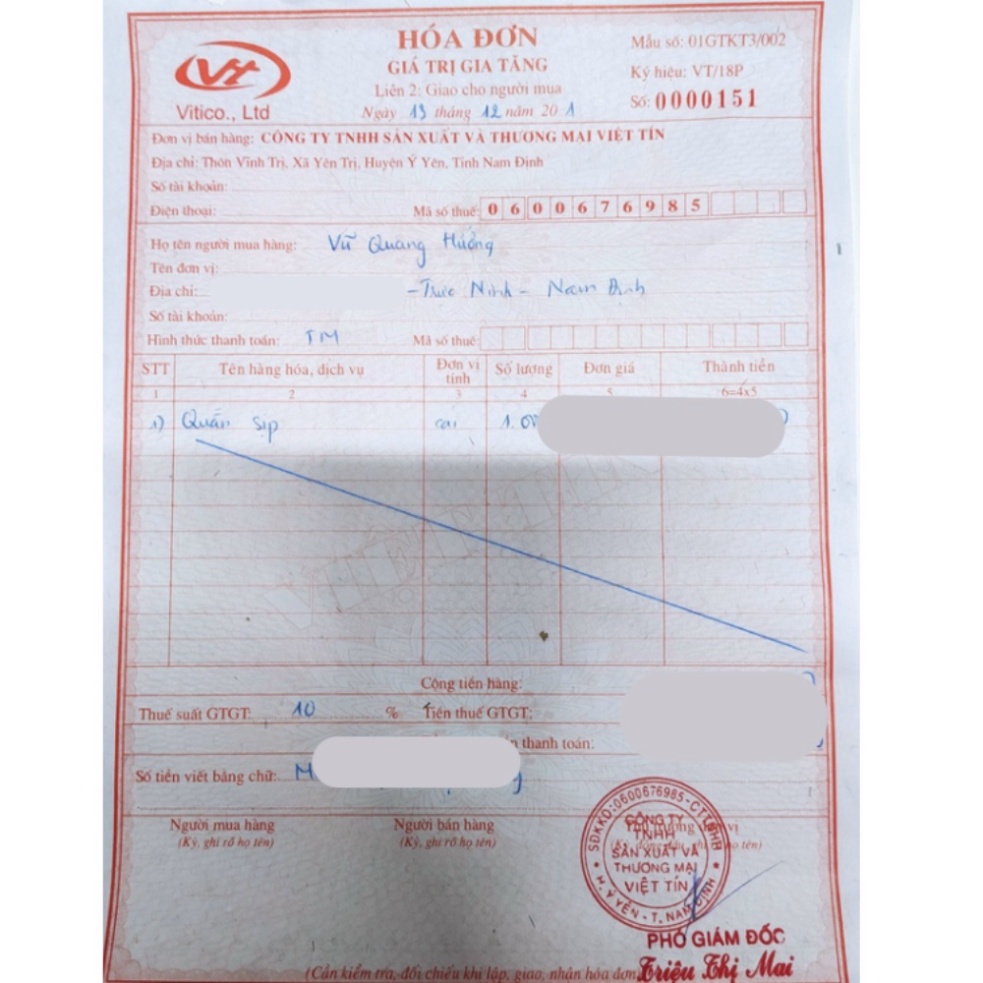 HÓA ĐƠN
GIÁ TRỊ GIA TĂNG
Liên 2: Giao cho người mua
Ngày 13 tháng 12 năm 201
Mẫu số: 01GTKT3/002
Ký hiệu: VT/18P
Số: 0000151
VT
Vitico., Ltd
Đơn vị bán hàng: CÔNG TY TNHH SẢN XUẤT VÀ THƯƠNG MẠI VIỆT TÍN
Địa chỉ: Thôn Vĩnh Trị, Xã Yên Trị, Huyện Ý Yên, Tỉnh Nam Định
Số tài khoản:
Điện thoại: Mã số thuế: 0600676985
Họ tên người mua hàng: Vũ Quang Hưởng
Tên đơn vị:
Địa chỉ: - Trực Ninh - Nam Định
Số tài khoản:
Hình thức thanh toán: TM Mã số thuế:
STT Tên hàng hóa, dịch vụ Đơn vị tính Số lượng Đơn giá Thành tiền
1 2 3 4 5 6=4x5
1) Quần sịp cái
VIỆT TÍN
Cộng tiền hàng:
Thuế suất GTGT: 10 % Tiền thuế GTGT:
thanh toán:
Số tiền viết bằng chữ:
Người mua hàng Người bán hàng
(Ký, ghi rõ họ tên) (Ký, ghi rõ họ tên)
SĐKKD:0600676985-C.T.T.N.H.H
CÔNG TY
TNHH
SẢN XUẤT VÀ
THƯƠNG MẠI
VIỆT TÍN
H. Ý YÊN - T. NAM ĐỊNH
PHÓ GIÁM ĐỐC
Triệu Thị Mai
(Cần kiểm tra, đối chiếu khi lập, giao, nhận hóa đơn